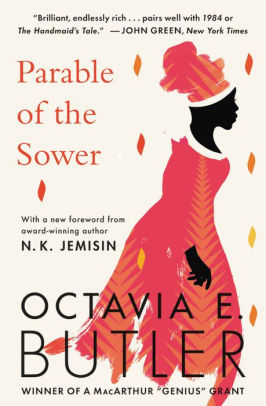 “Brilliant, endlessly rich . . . pairs well with 1984 or
The Handmaid’s Tale.” —JOHN GREEN, New York Times
Parable
of the
Sower
With a new foreword from
award-winning author
N. K. JEMISIN
OCTAVIA E.
BUTLER
WINNER OF A MACARTHUR “GENIUS” GRANT